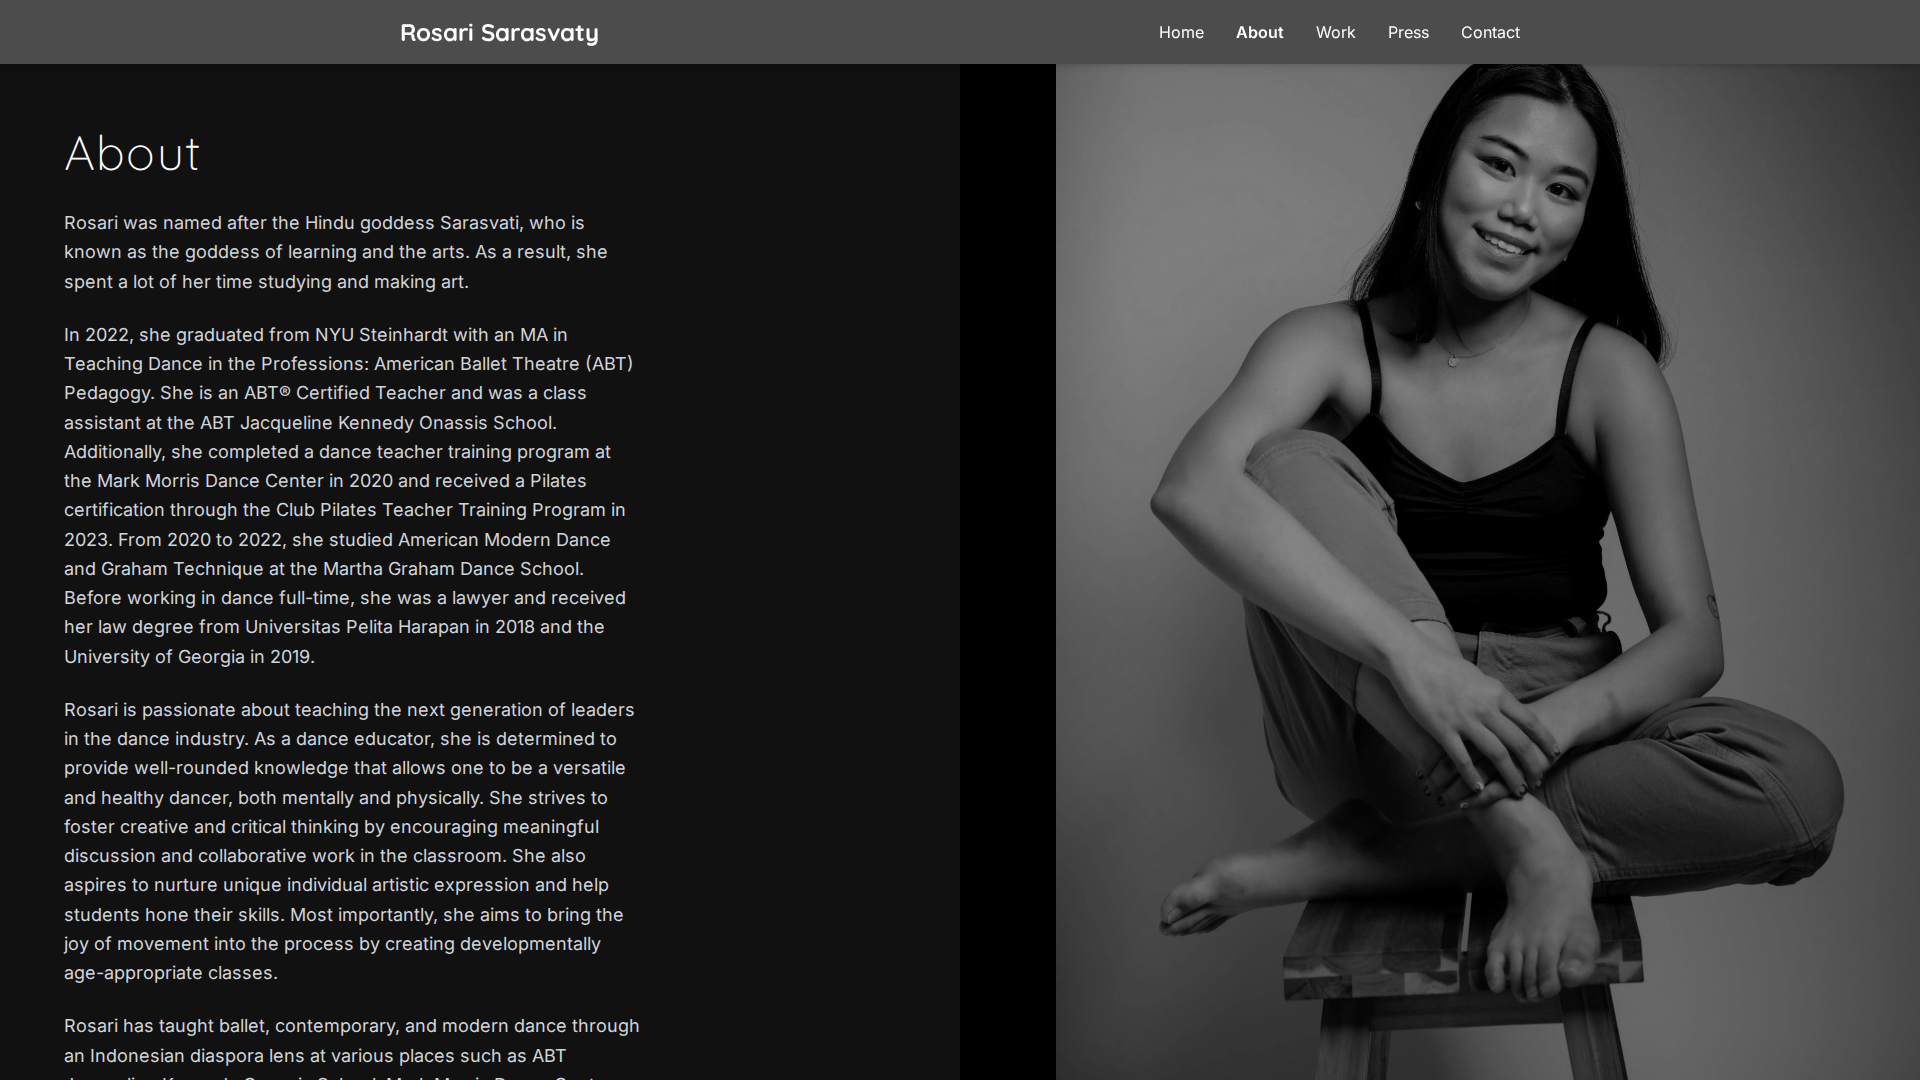 Rosari Sarasvaty
Home
About
Work
Press
Contact
About
Rosari was named after the Hindu goddess Sarasvati, who is
known as the goddess of learning and the arts. As a result, she
spent a lot of her time studying and making art.
In 2022, she graduated from NYU Steinhardt with an MA in
Teaching Dance in the Professions: American Ballet Theatre (ABT)
Pedagogy. She is an ABT® Certified Teacher and was a class
assistant at the ABT Jacqueline Kennedy Onassis School.
Additionally, she completed a dance teacher training program at
the Mark Morris Dance Center in 2020 and received a Pilates
certification through the Club Pilates Teacher Training Program in
2023. From 2020 to 2022, she studied American Modern Dance
and Graham Technique at the Martha Graham Dance School.
Before working in dance full-time, she was a lawyer and received
her law degree from Universitas Pelita Harapan in 2018 and the
University of Georgia in 2019.
Rosari is passionate about teaching the next generation of leaders
in the dance industry. As a dance educator, she is determined to
provide well-rounded knowledge that allows one to be a versatile
and healthy dancer, both mentally and physically. She strives to
foster creative and critical thinking by encouraging meaningful
discussion and collaborative work in the classroom. She also
aspires to nurture unique individual artistic expression and help
students hone their skills. Most importantly, she aims to bring the
joy of movement into the process by creating developmentally
age-appropriate classes.
Rosari has taught ballet, contemporary, and modern dance through
an Indonesian diaspora lens at various places such as ABT